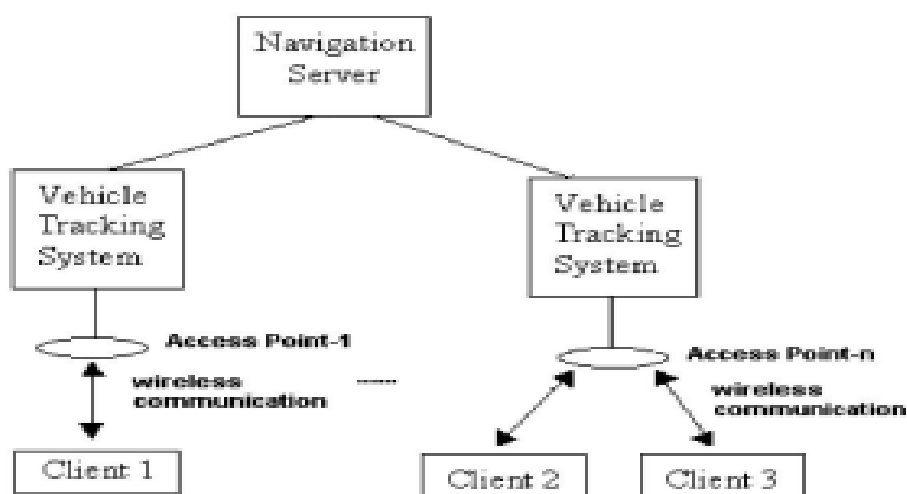 Navigation
Server
Vehicle
Tracking
System
Vehicle
Tracking
System
Access Point-1
wireless
communication
----
Access Point-n
wireless
communication
Client 1
Client 2
Client 3